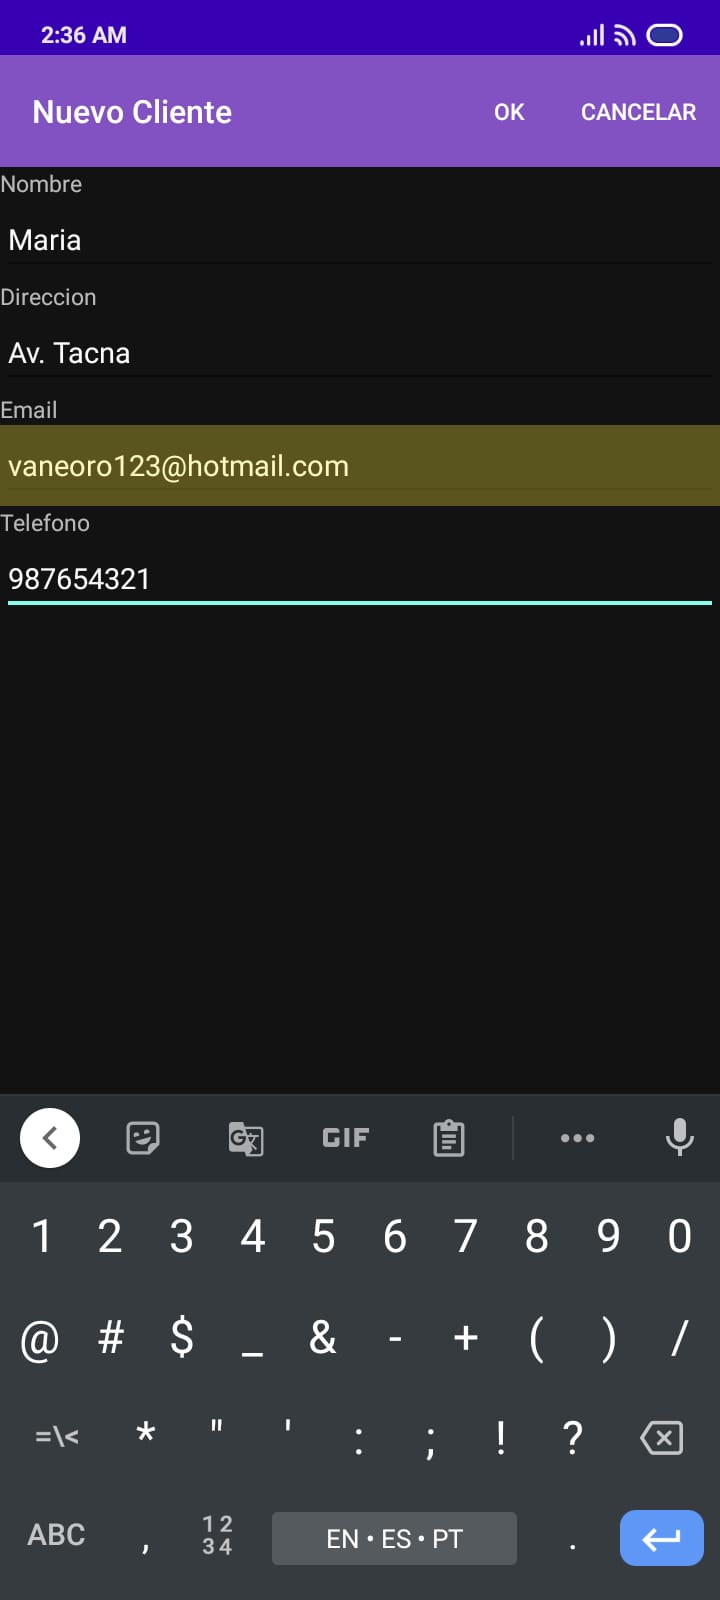 2:36 AM
Nuevo Cliente OK CANCELAR
Nombre
Maria
Direccion
Av. Tacna
Email
vaneoro123@hotmail.com
Telefono
987654321
GIF
1 2 3 4 5 6 7 8 9 0
@ # $ _ & - + ( ) /
=\< * " ' : ; ! ?
ABC , 12 34 EN • ES • PT .